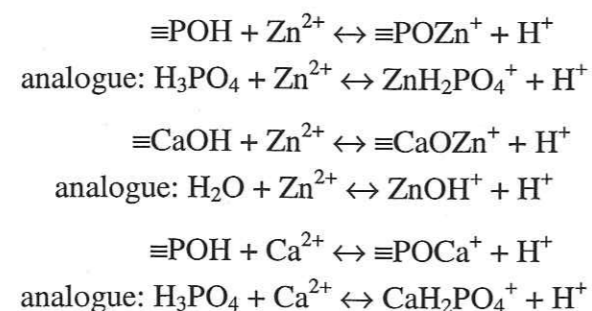 ≡POH + Zn²⁺ ↔ ≡POZn⁺ + H⁺
analogue: H₃PO₄ + Zn²⁺ ↔ ZnH₂PO₄⁺ + H⁺
≡CaOH + Zn²⁺ ↔ ≡CaOZn⁺ + H⁺
analogue: H₂O + Zn²⁺ ↔ ZnOH⁺ + H⁺
≡POH + Ca²⁺ ↔ ≡POCa⁺ + H⁺
analogue: H₃PO₄ + Ca²⁺ ↔ CaH₂PO₄⁺ + H⁺